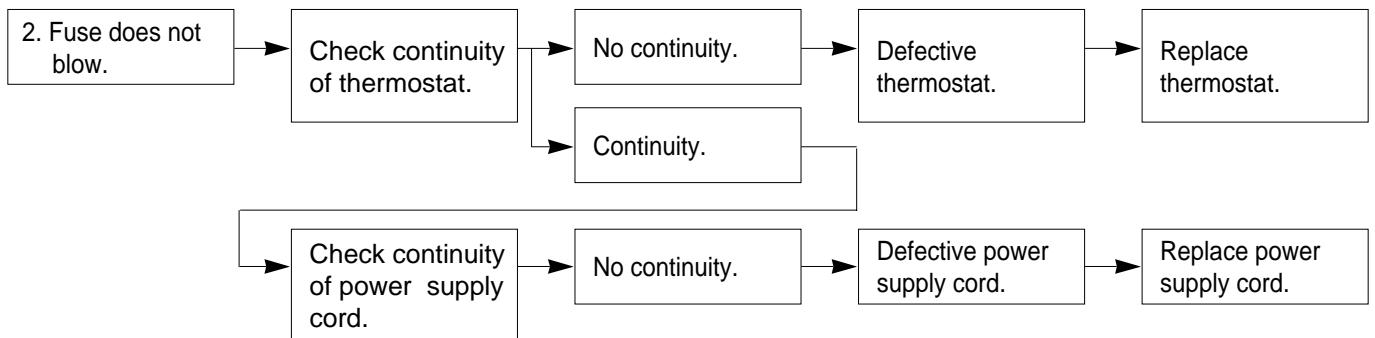 2. Fuse does not
blow.
Check continuity
of thermostat.
No continuity.
Defective
thermostat.
Replace
thermostat.
Continuity.
Check continuity
of power supply
cord.
No continuity.
Defective power
supply cord.
Replace power
supply cord.